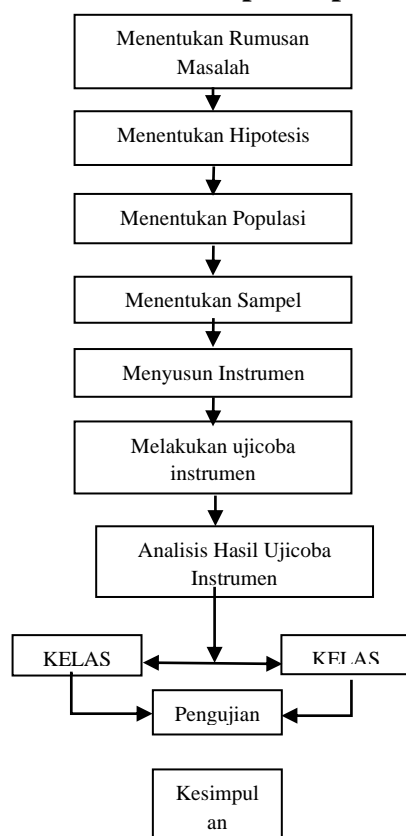 Menentukan Rumusan
Masalah
Menentukan Hipotesis
Menentukan Populasi
Menentukan Sampel
Menyusun Instrumen
Melakukan ujicoba
instrumen
Analisis Hasil Ujicoba
Instrumen
KELAS
KELAS
Pengujian
Kesimpul
an